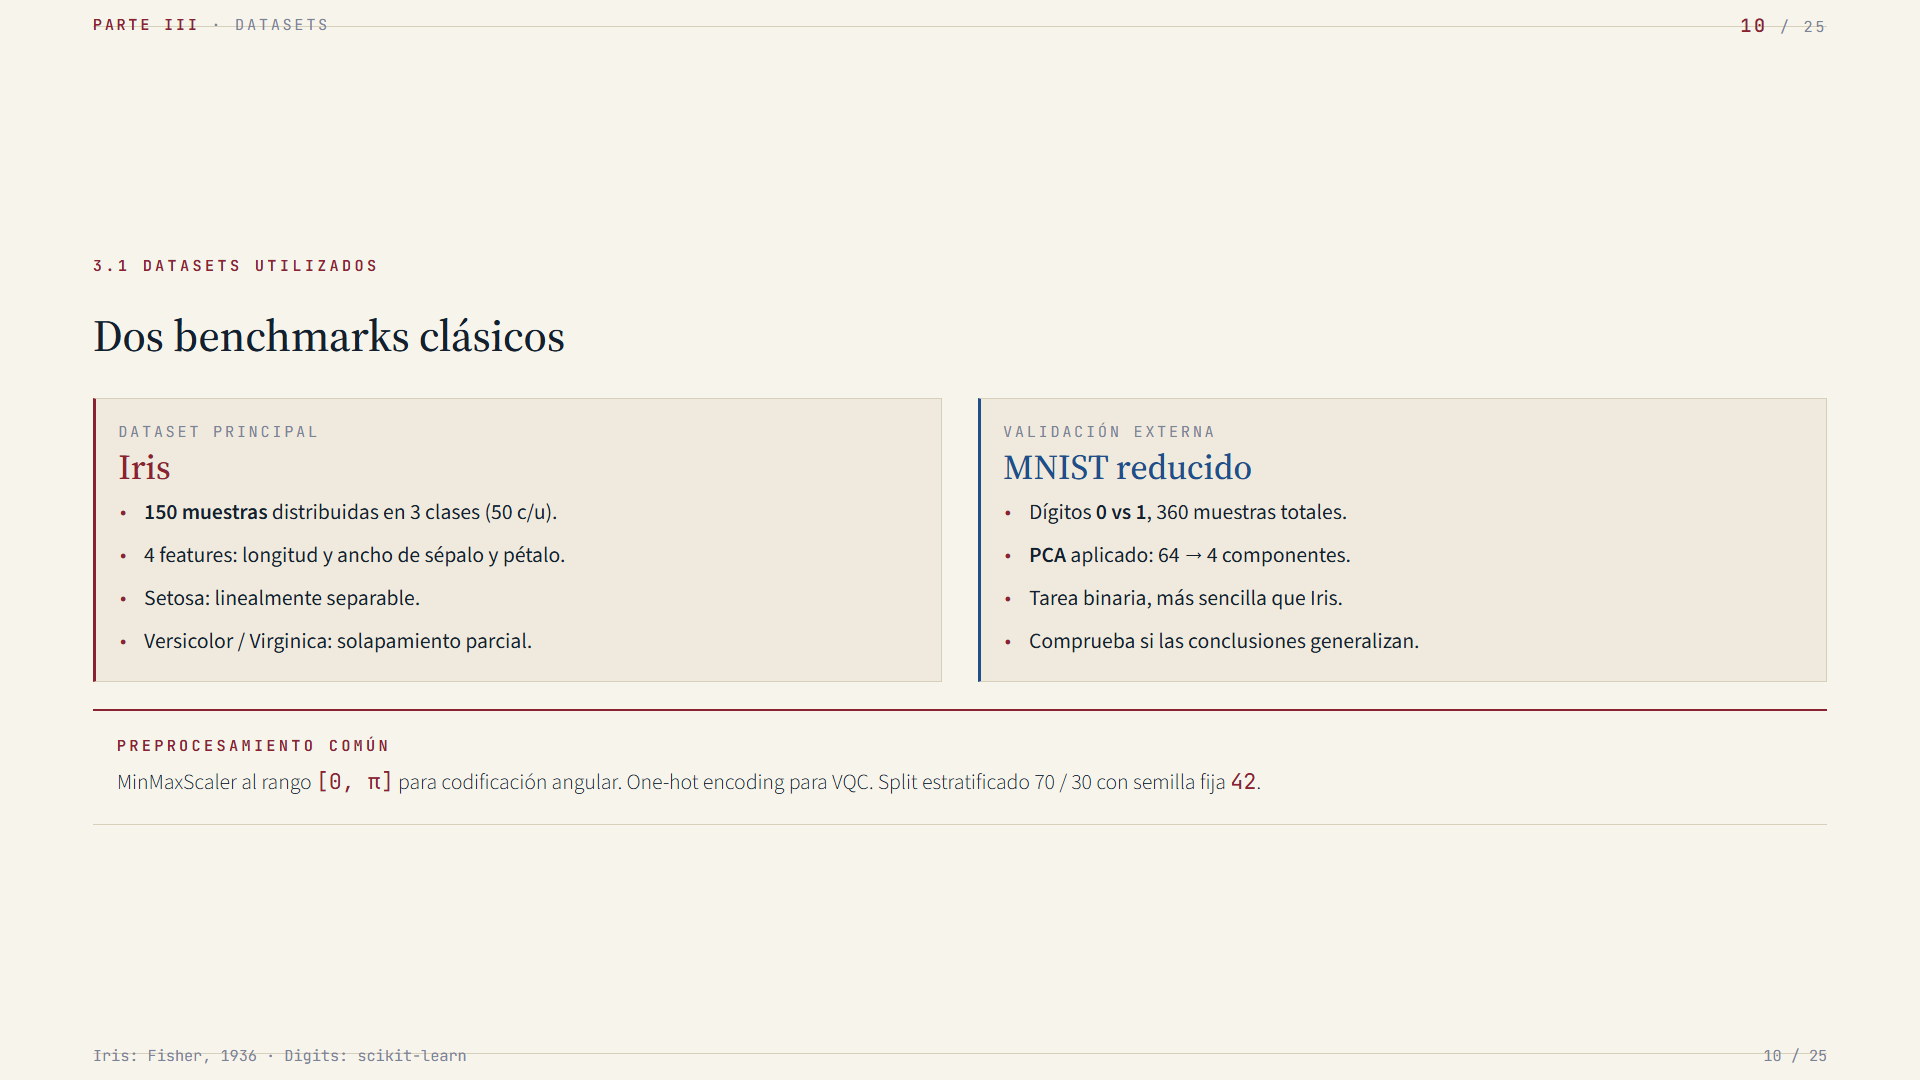 PARTE III · DATASETS
10 / 25
3.1 DATASETS UTILIZADOS
Dos benchmarks clásicos
DATASET PRINCIPAL
Iris
• 150 muestras distribuidas en 3 clases (50 c/u).
• 4 features: longitud y ancho de sépalo y pétalo.
• Setosa: linealmente separable.
• Versicolor / Virginica: solapamiento parcial.
VALIDACIÓN EXTERNA
MNIST reducido
• Dígitos 0 vs 1, 360 muestras totales.
• PCA aplicado: 64 → 4 componentes.
• Tarea binaria, más sencilla que Iris.
• Comprueba si las conclusiones generalizan.
PREPROCESAMIENTO COMÚN
MinMaxScaler al rango [0, π] para codificación angular. One-hot encoding para VQC. Split estratificado 70 / 30 con semilla fija 42.
Iris: Fisher, 1936 · Digits: scikit-learn
10 / 25